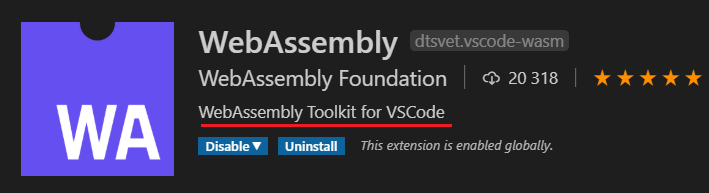 WA
WebAssembly dtsvet.vscode-wasm
WebAssembly Foundation 20 318
WebAssembly Toolkit for VSCode
Disable Uninstall This extension is enabled globally.